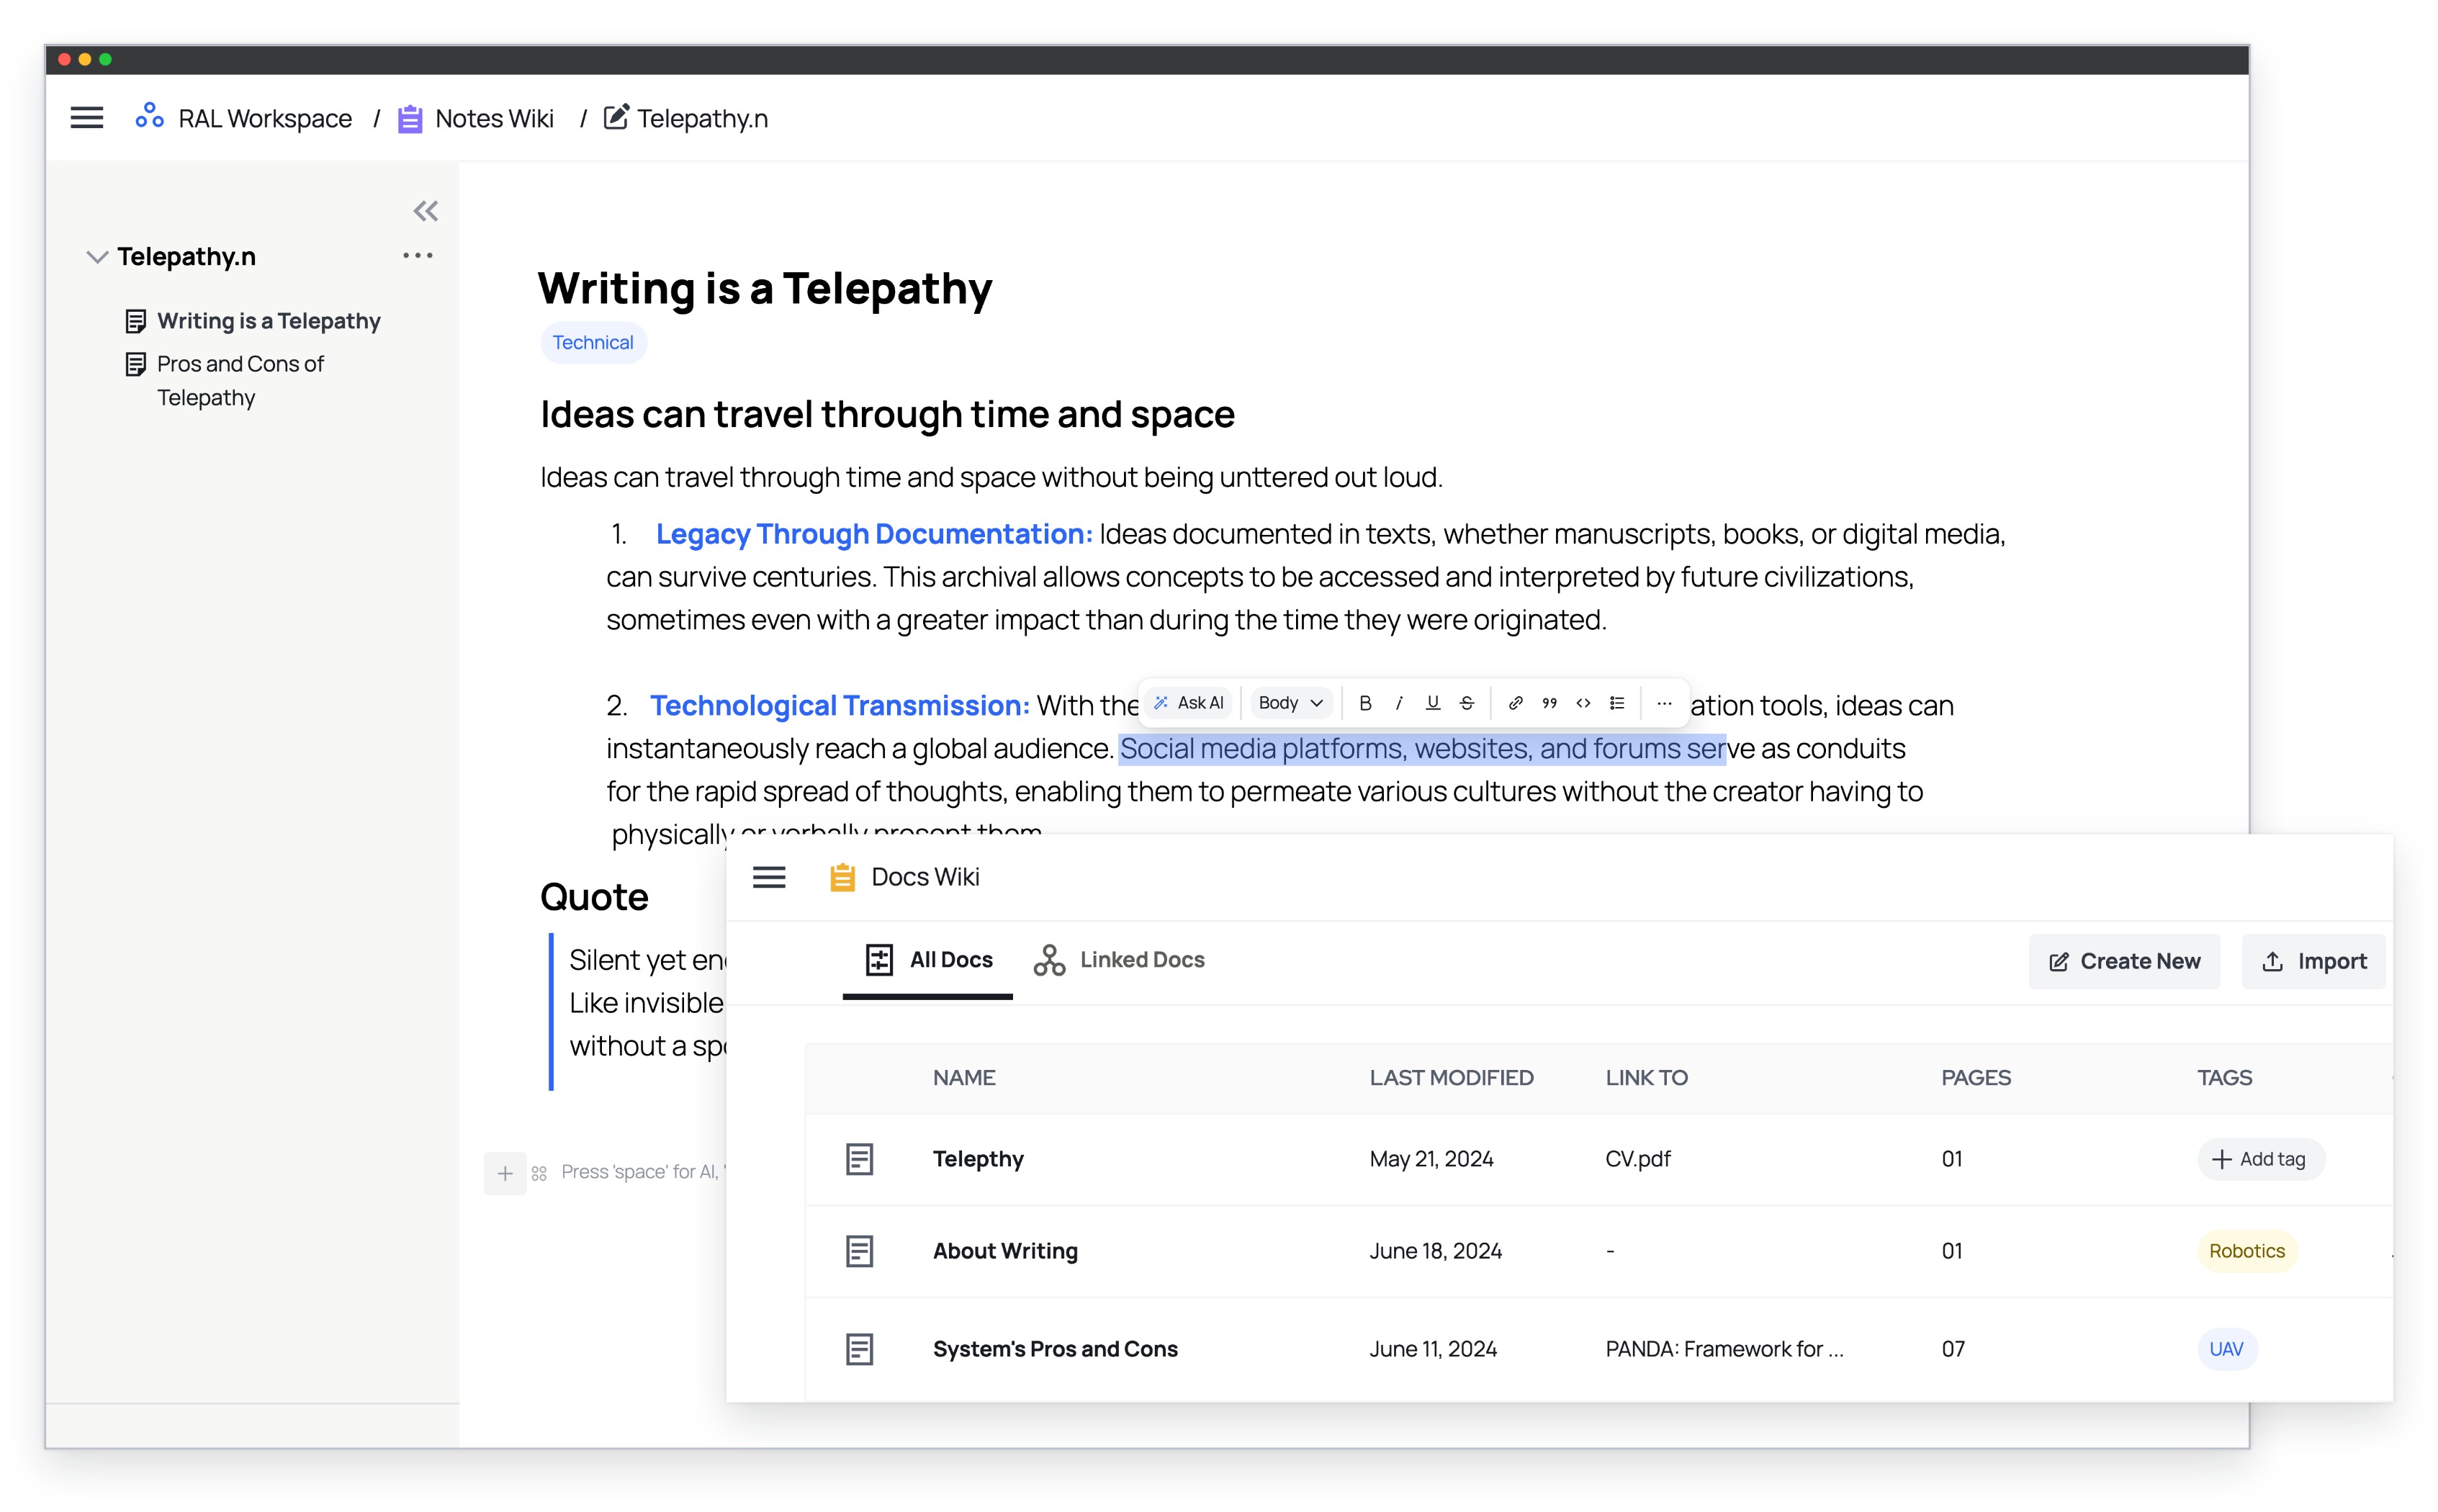 RAL Workspace / Notes Wiki / Telepathy.n
Telepathy.n
Writing is a Telepathy
Pros and Cons of
Telepathy
Writing is a Telepathy
Technical
Ideas can travel through time and space
Ideas can travel through time and space without being unttered out loud.
1. Legacy Through Documentation: Ideas documented in texts, whether manuscripts, books, or digital media,
can survive centuries. This archival allows concepts to be accessed and interpreted by future civilizations,
sometimes even with a greater impact than during the time they were originated.
Ask AI Body B i U S
2. Technological Transmission: With the ation tools, ideas can
instantaneously reach a global audience. Social media platforms, websites, and forums serve as conduits
for the rapid spread of thoughts, enabling them to permeate various cultures without the creator having to
physically or verbally present them
Quote
Silent yet en
Like invisible
without a sp
Press 'space' for AI, '
Docs Wiki
All Docs Linked Docs Create New Import
NAME LAST MODIFIED LINK TO PAGES TAGS
Telepthy May 21, 2024 CV.pdf 01 + Add tag
About Writing June 18, 2024 - 01 Robotics
System's Pros and Cons June 11, 2024 PANDA: Framework for ... 07 UAV